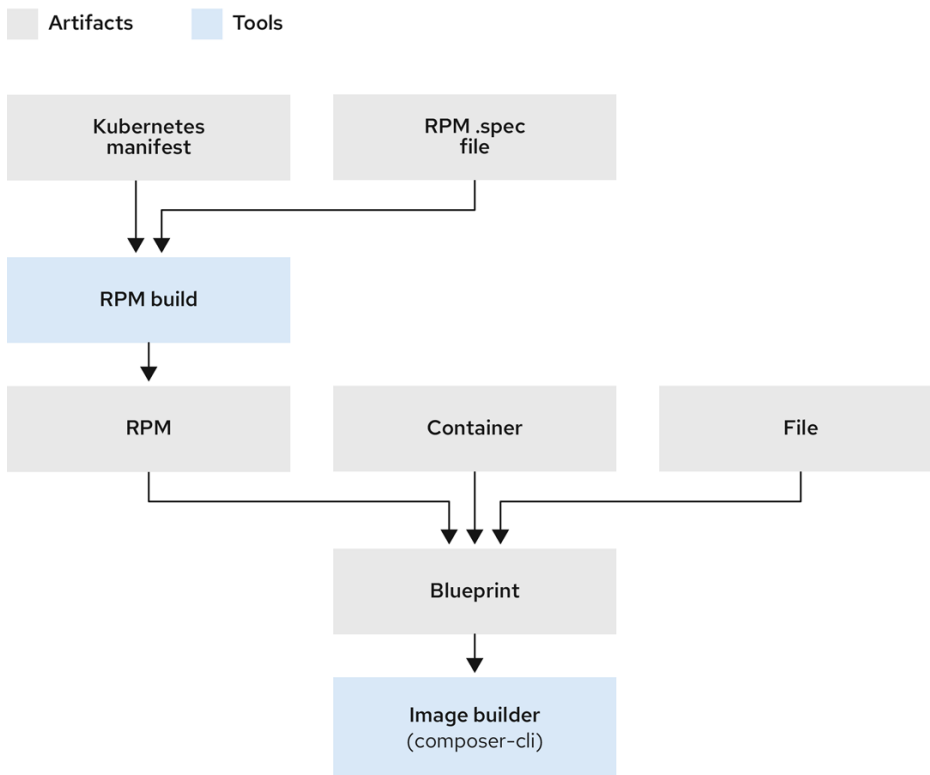 Artifacts
Tools
Kubernetes
manifest
RPM .spec
file
RPM build
RPM
Container
File
Blueprint
Image builder
(composer-cli)